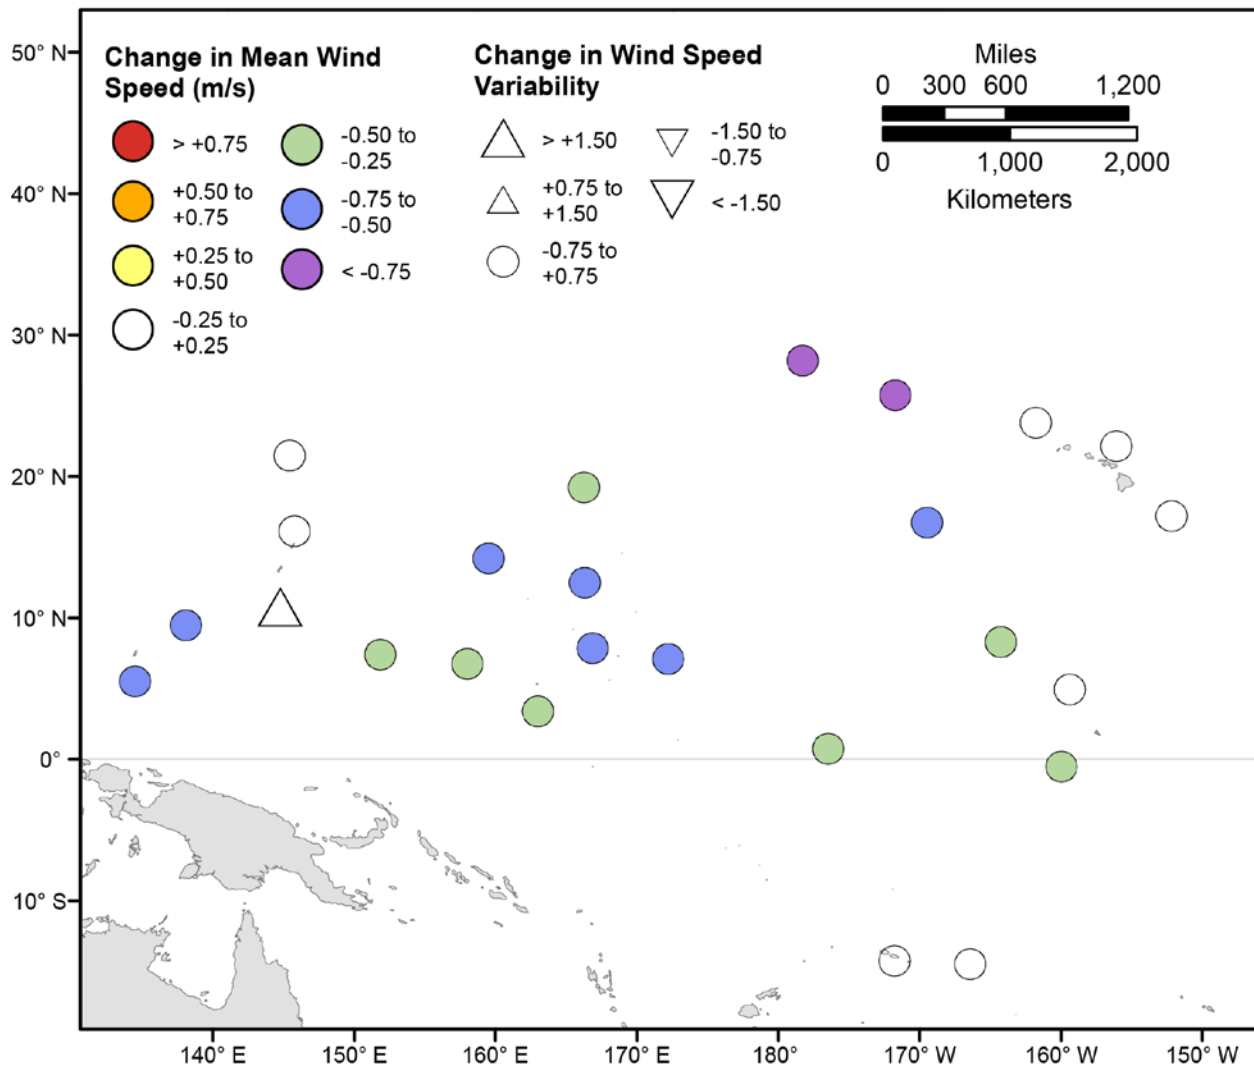 Change in Mean Wind
Speed (m/s)
> +0.75
+0.50 to
+0.75
+0.25 to
+0.50
-0.25 to
+0.25
-0.50 to
-0.25
-0.75 to
-0.50
< -0.75
Change in Wind Speed
Variability
> +1.50
+0.75 to
+1.50
-0.75 to
+0.75
-1.50 to
-0.75
< -1.50
Miles
0 300 600 1,200
0 1,000 2,000
Kilometers
50° N
40° N
30° N
20° N
10° N
0°
10° S
140° E 150° E 160° E 170° E 180° 170° W 160° W 150° W